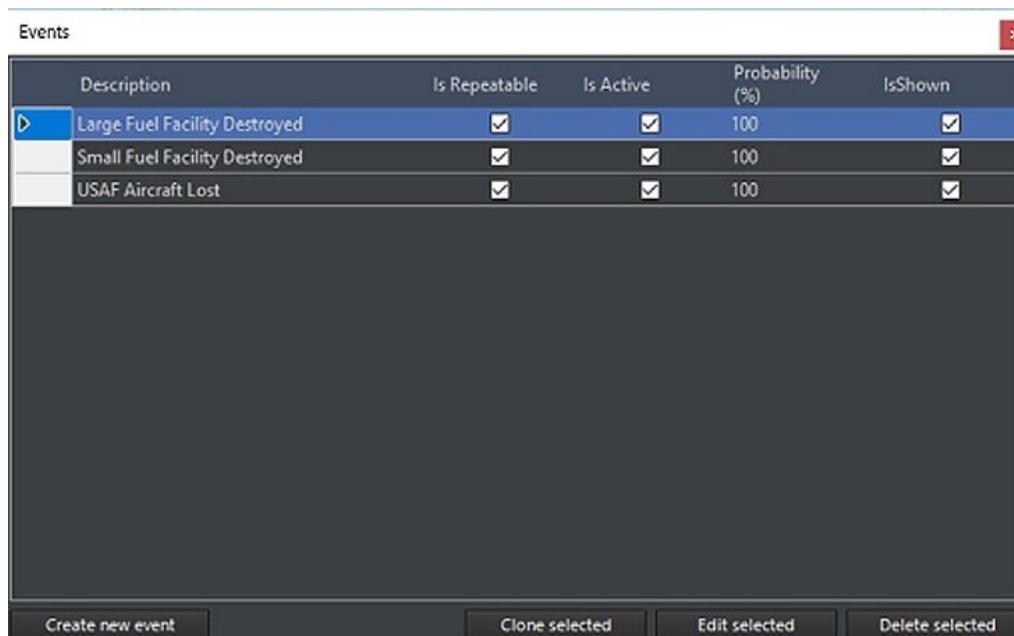 Events
Description Is Repeatable Is Active Probability (%) IsShown
Large Fuel Facility Destroyed 100
Small Fuel Facility Destroyed 100
USAF Aircraft Lost 100
Create new event Clone selected Edit selected Delete selected